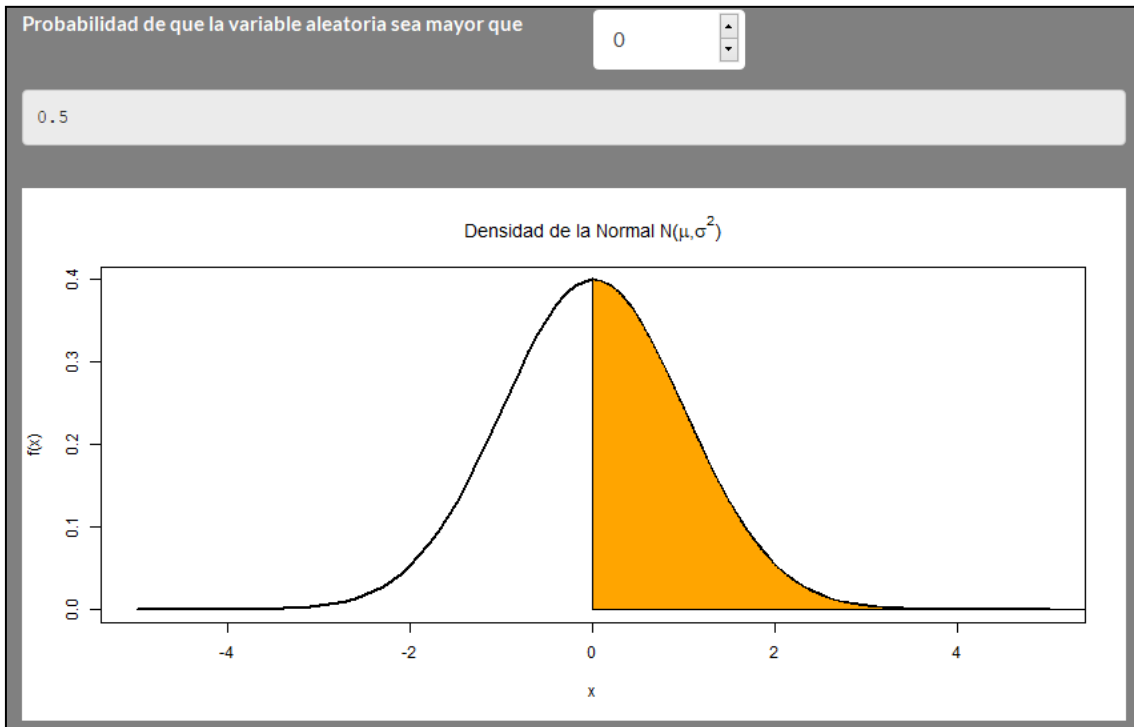 Probabilidad de que la variable aleatoria sea mayor que
0
0.5
Densidad de la Normal N(μ,σ²)
f(x)
0.4
0.3
0.2
0.1
0.0
-4 -2 0 2 4
x